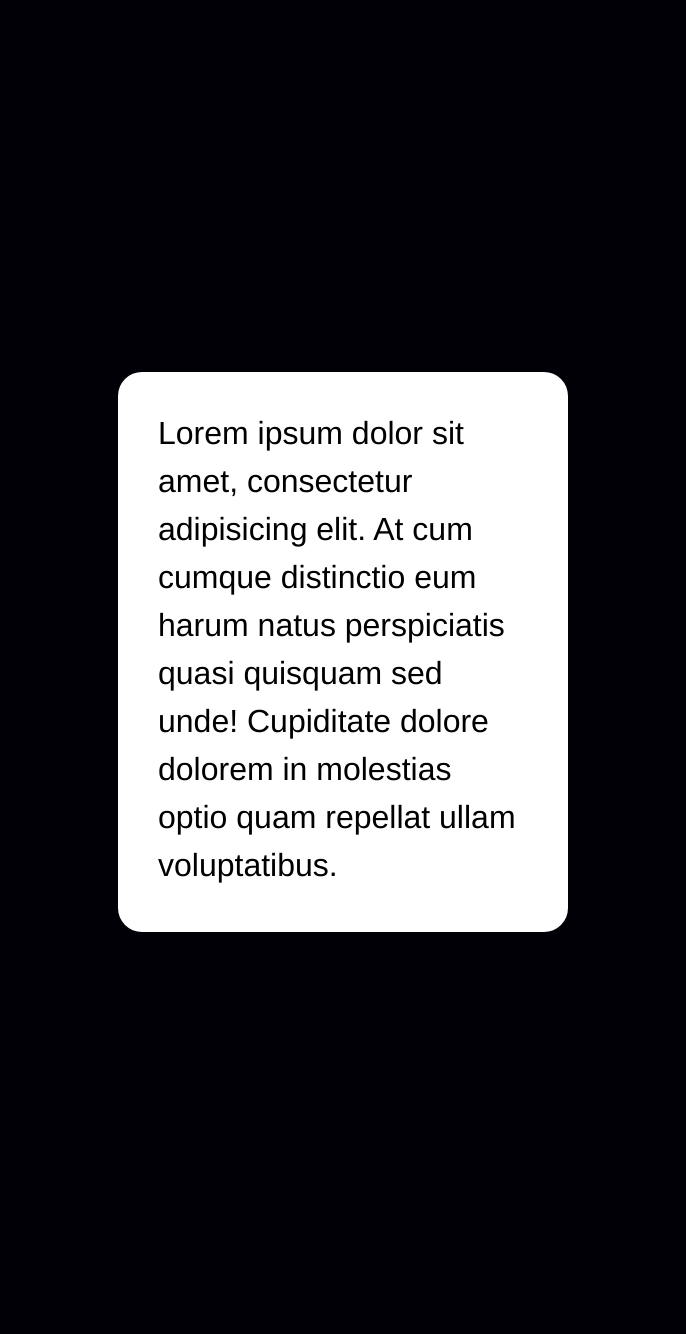 Lorem ipsum dolor sit
amet, consectetur
adipisicing elit. At cum
cumque distinctio eum
harum natus perspiciatis
quasi quisquam sed
unde! Cupiditate dolore
dolorem in molestias
optio quam repellat ullam
voluptatibus.